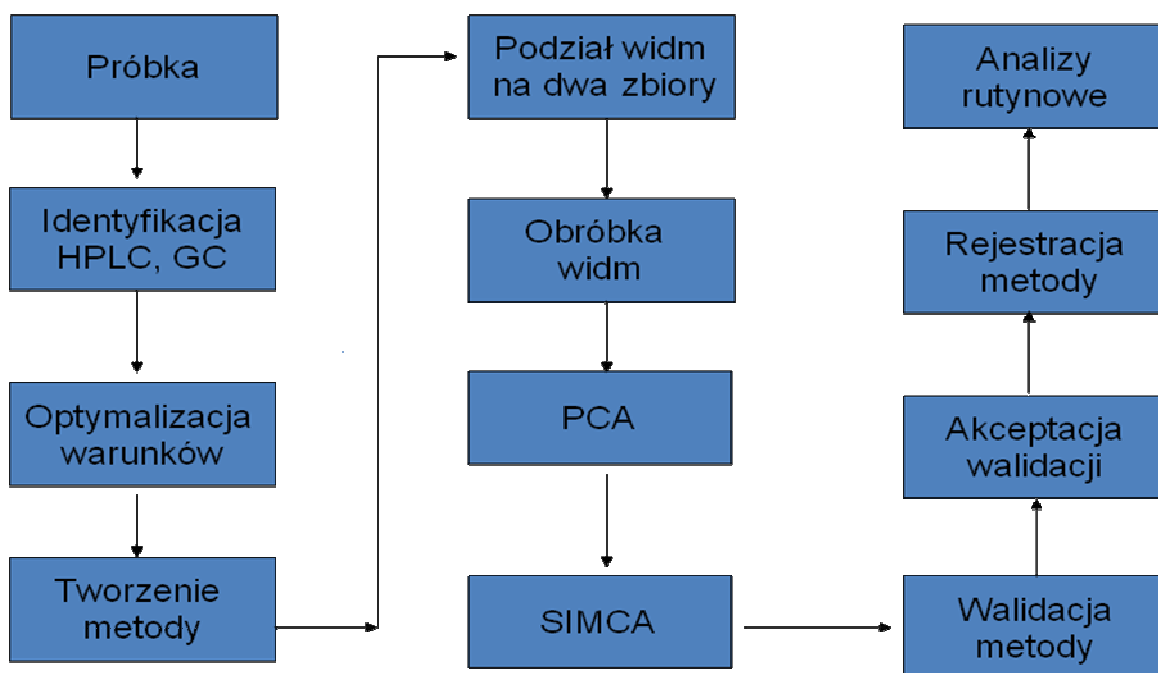 Próbka
Identyfikacja
HPLC, GC
Optymalizacja
warunków
Tworzenie
metody
Podział widm
na dwa zbiory
Obróbka
widm
PCA
SIMCA
Walidacja
metody
Akceptacja
walidacji
Rejestracja
metody
Analizy
rutynowe